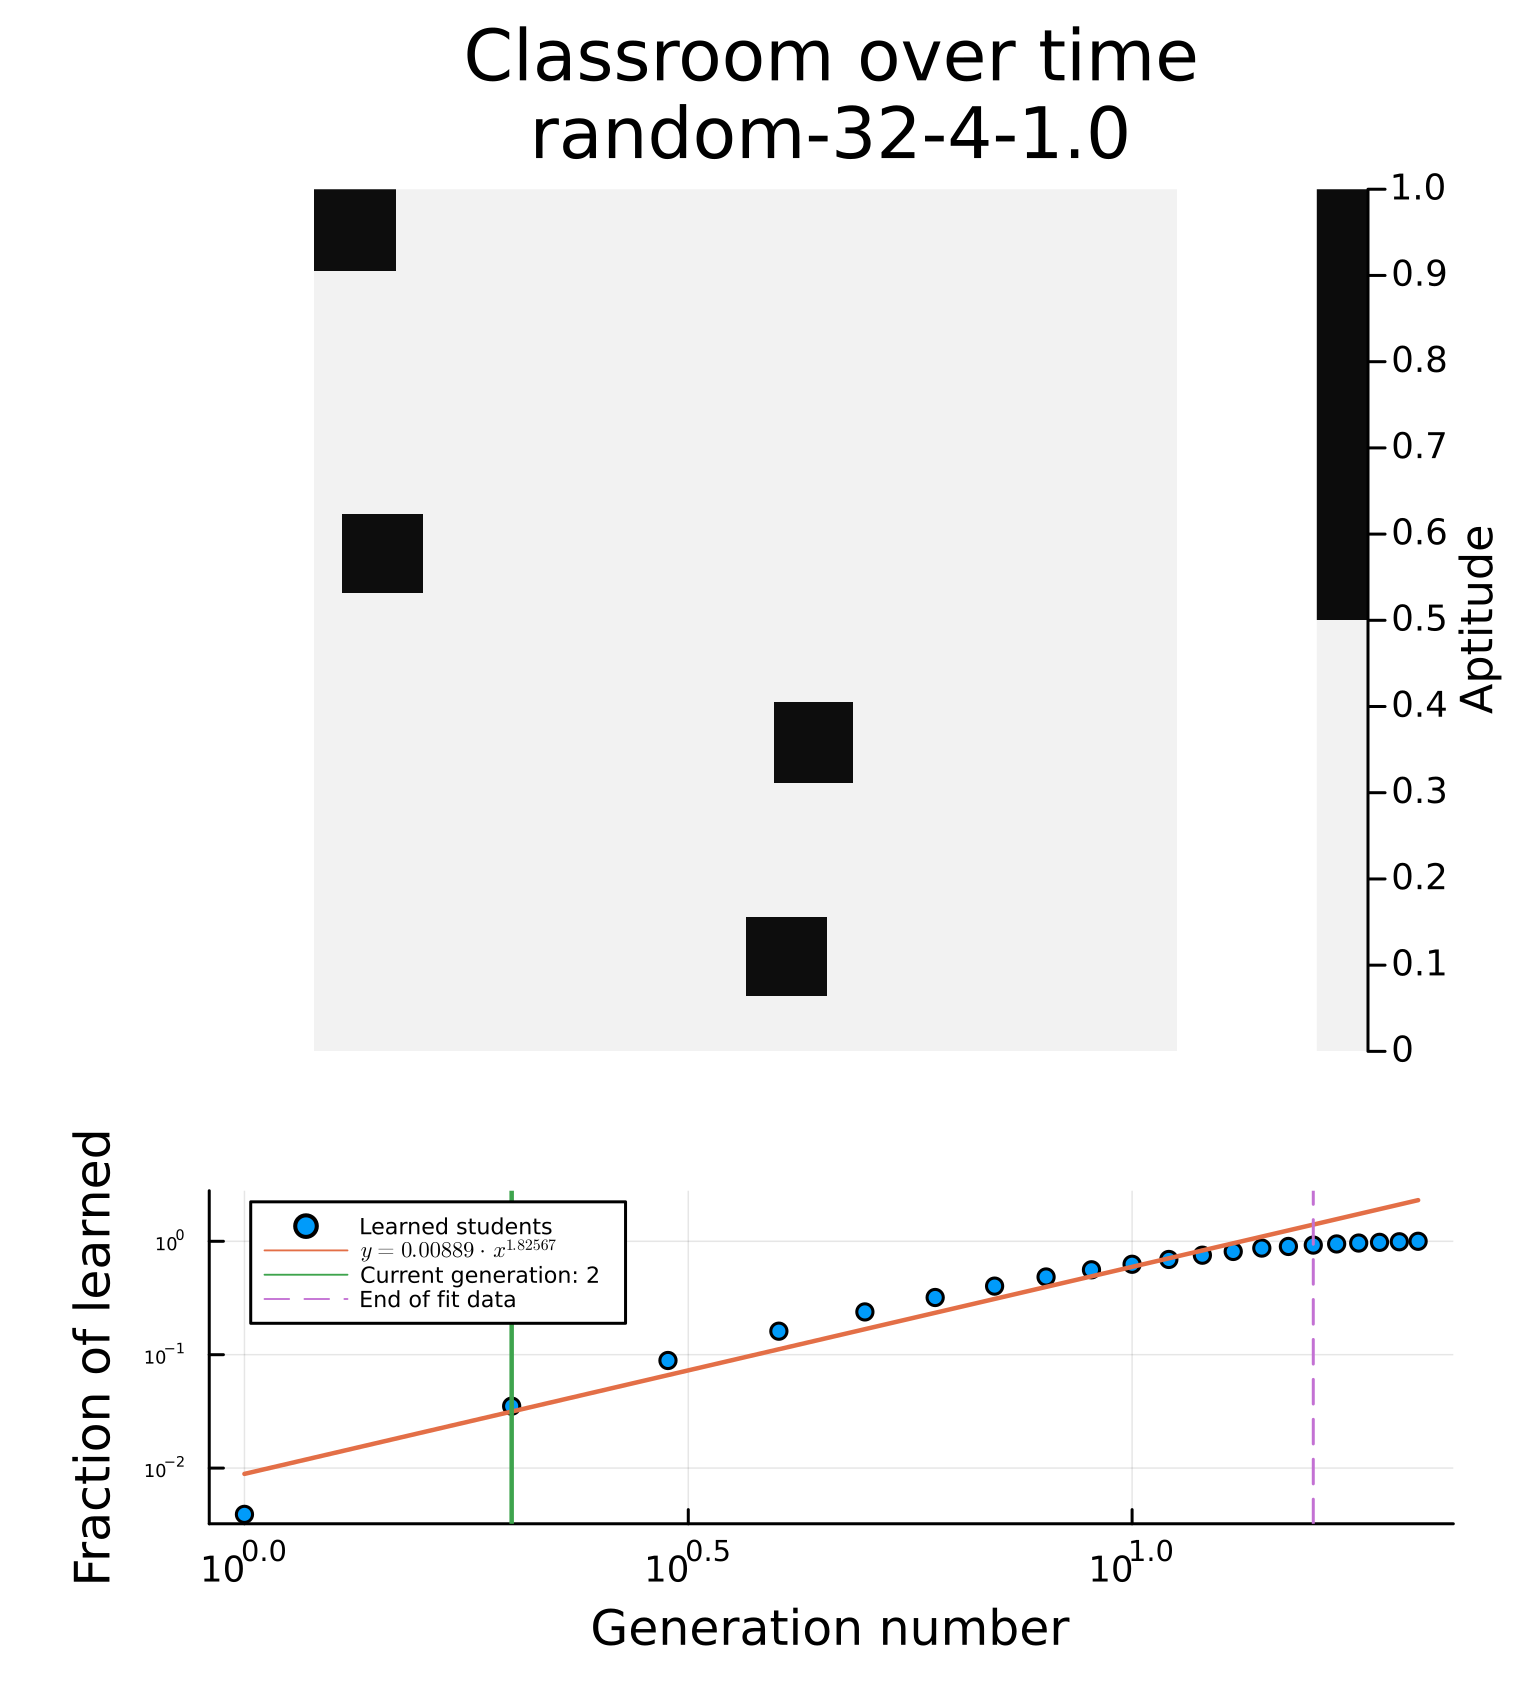 Classroom over time
random-32-4-1.0
1.0
0.9
0.8
0.7
0.6
0.5
0.4
0.3
0.2
0.1
0
Aptitude
Fraction of learned
10⁰
10⁻¹
10⁻²
Learned students
y = 0.00889 · x^1.82567
Current generation: 2
End of fit data
10^0.0
10^0.5
10^1.0
Generation number